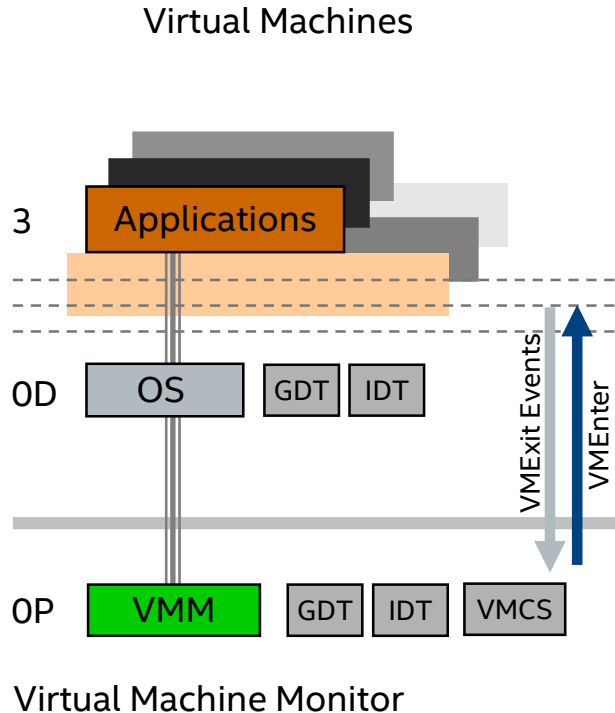 Virtual Machines
3
Applications
0D
OS
GDT
IDT
VMExit Events
VMEnter
0P
VMM
GDT
IDT
VMCS
Virtual Machine Monitor